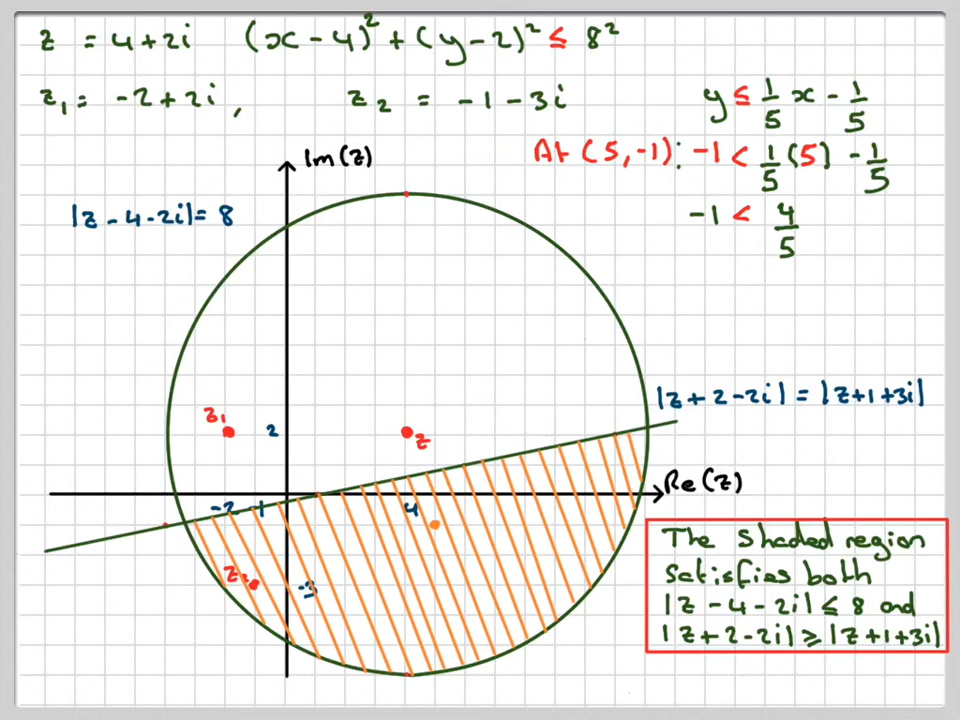 z = 4+2i (x-4)² + (y-2)² ≤ 8²
z₁ = -2+2i, z₂ = -1-3i
y ≤ 1/5 x - 1/5
At (5,-1): -1 < 1/5 (5) - 1/5
-1 < 4/5
Im(z)
|z-4-2i| = 8
|z+2-2i| = |z+1+3i|
z₁
2
z
Re(z)
-2 -1
4
z₂
-3
The shaded region
satisfies both
|z-4-2i| ≤ 8 and
|z+2-2i| ≥ |z+1+3i|